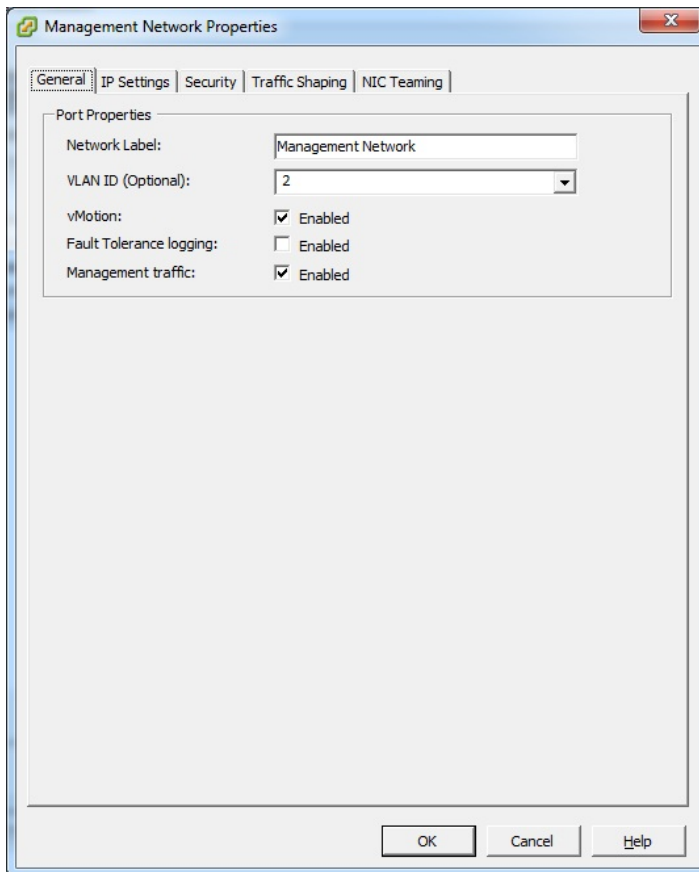 Management Network Properties
General IP Settings Security Traffic Shaping NIC Teaming
Port Properties
Network Label: Management Network
VLAN ID (Optional): 2
vMotion: Enabled
Fault Tolerance logging: Enabled
Management traffic: Enabled
OK Cancel Help